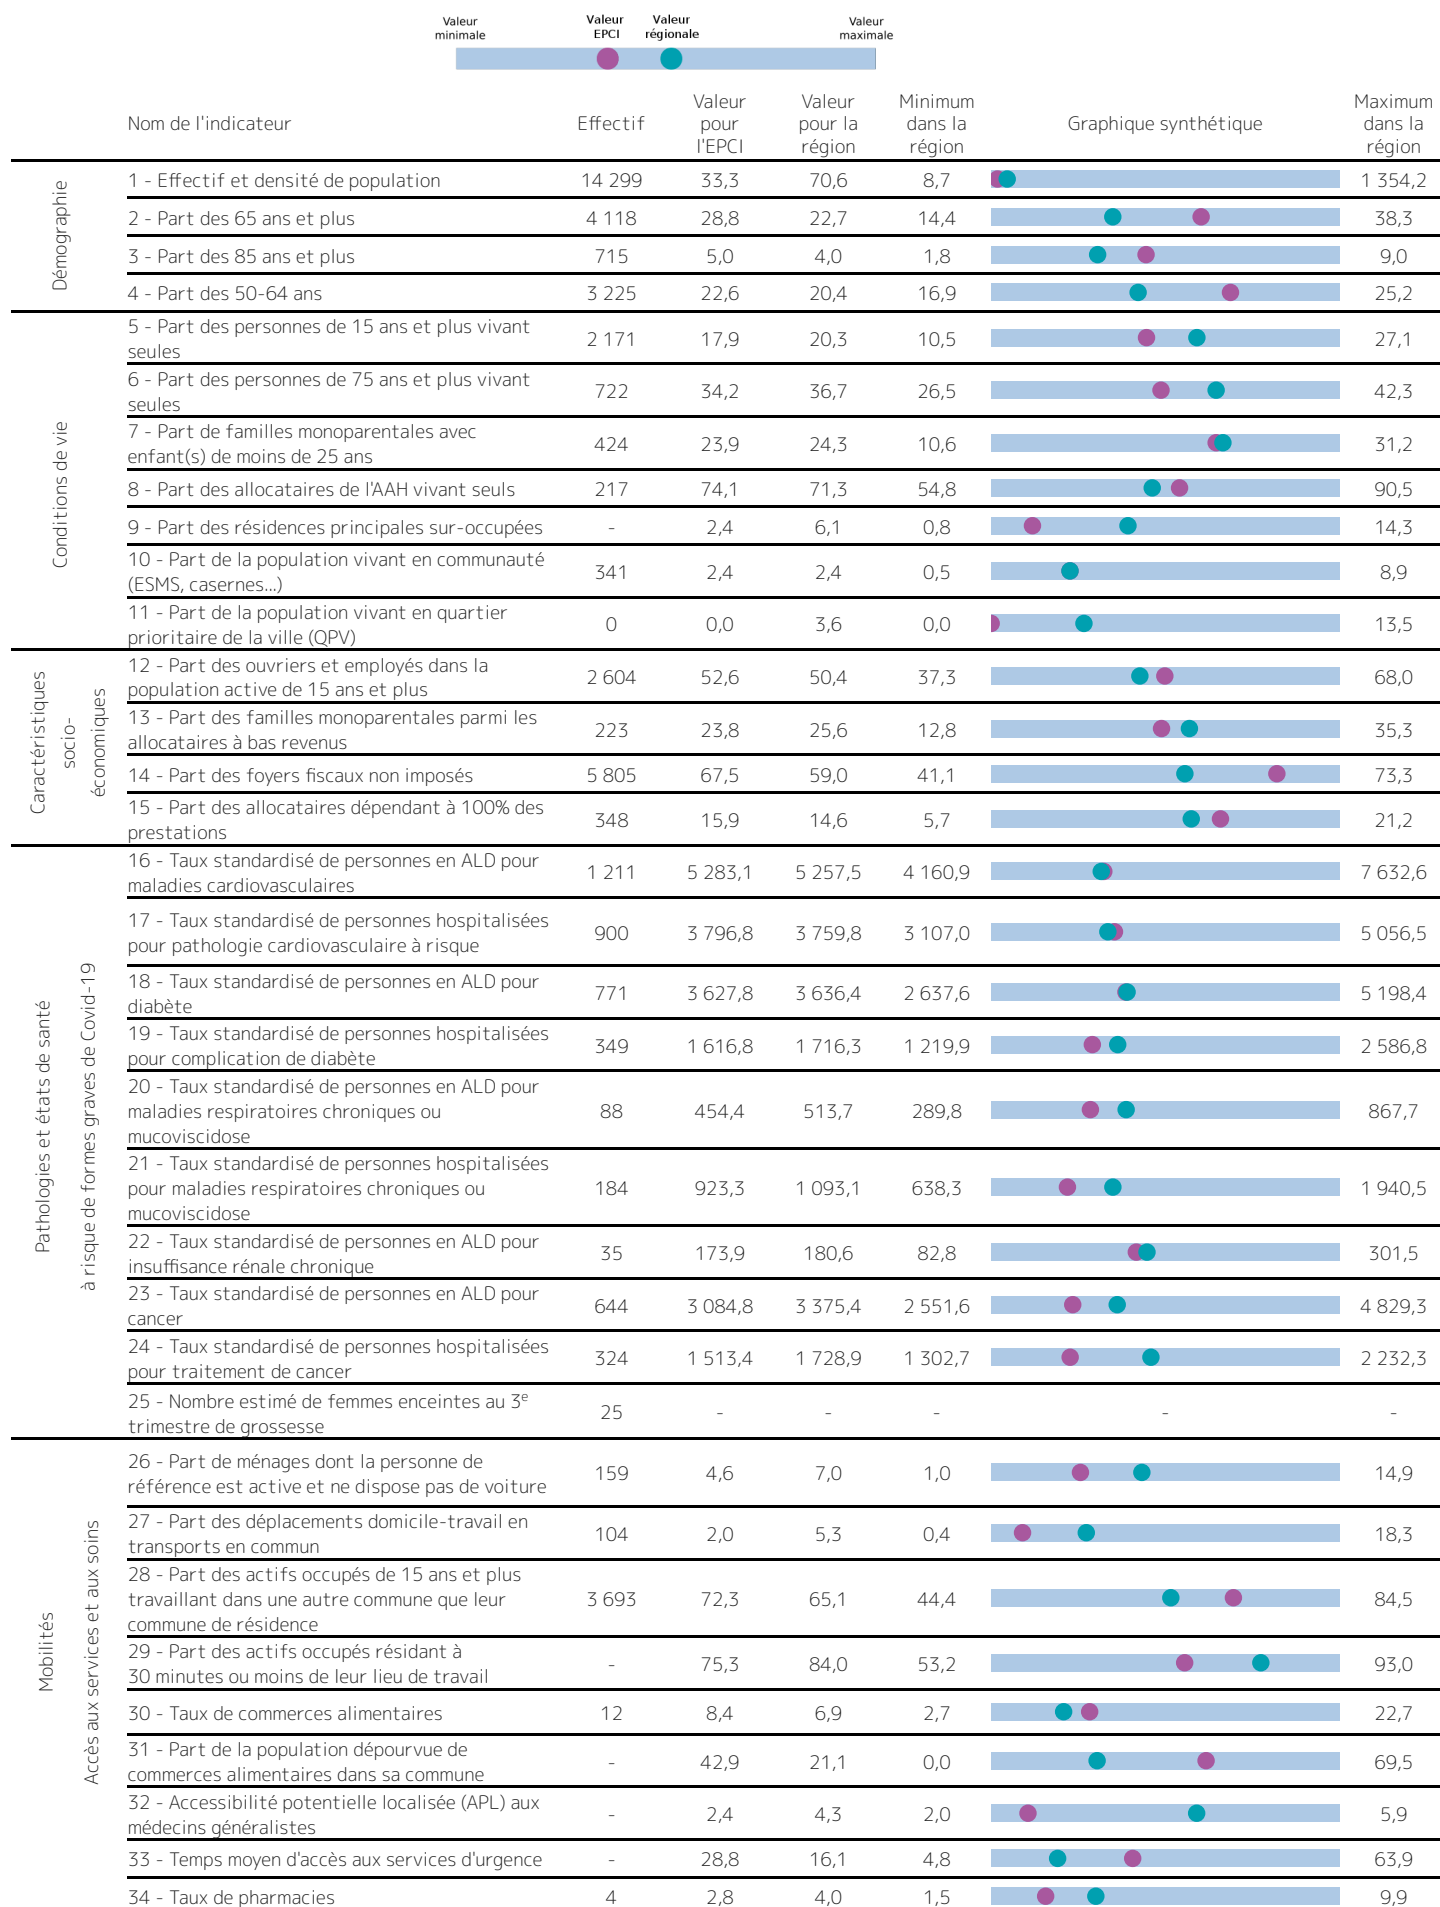 Valeur minimale
Valeur EPCI
Valeur régionale
Valeur maximale
Nom de l'indicateur
Effectif
Valeur pour l'EPCI
Valeur pour la région
Minimum dans la région
Graphique synthétique
Maximum dans la région
Démographie
1 - Effectif et densité de population 14 299 33,3 70,6 8,7 1 354,2
2 - Part des 65 ans et plus 4 118 28,8 22,7 14,4 38,3
3 - Part des 85 ans et plus 715 5,0 4,0 1,8 9,0
4 - Part des 50-64 ans 3 225 22,6 20,4 16,9 25,2
Conditions de vie
5 - Part des personnes de 15 ans et plus vivant
seules 2 171 17,9 20,3 10,5 27,1
6 - Part des personnes de 75 ans et plus vivant
seules 722 34,2 36,7 26,5 42,3
7 - Part de familles monoparentales avec
enfant(s) de moins de 25 ans 424 23,9 24,3 10,6 31,2
8 - Part des allocataires de l'AAH vivant seuls 217 74,1 71,3 54,8 90,5
9 - Part des résidences principales sur-occupées - 2,4 6,1 0,8 14,3
10 - Part de la population vivant en communauté
(ESMS, casernes...) 341 2,4 2,4 0,5 8,9
11 - Part de la population vivant en quartier
prioritaire de la ville (QPV) 0 0,0 3,6 0,0 13,5
Caractéristiques
socio-
économiques
12 - Part des ouvriers et employés dans la
population active de 15 ans et plus 2 604 52,6 50,4 37,3 68,0
13 - Part des familles monoparentales parmi les
allocataires à bas revenus 223 23,8 25,6 12,8 35,3
14 - Part des foyers fiscaux non imposés 5 805 67,5 59,0 41,1 73,3
15 - Part des allocataires dépendant à 100% des
prestations 348 15,9 14,6 5,7 21,2
Pathologies et états de santé
à risque de formes graves de Covid-19
16 - Taux standardisé de personnes en ALD pour
maladies cardiovasculaires 1 211 5 283,1 5 257,5 4 160,9 7 632,6
17 - Taux standardisé de personnes hospitalisées
pour pathologie cardiovasculaire à risque 900 3 796,8 3 759,8 3 107,0 5 056,5
18 - Taux standardisé de personnes en ALD pour
diabète 771 3 627,8 3 636,4 2 637,6 5 198,4
19 - Taux standardisé de personnes hospitalisées
pour complication de diabète 349 1 616,8 1 716,3 1 219,9 2 586,8
20 - Taux standardisé de personnes en ALD pour
maladies respiratoires chroniques ou
mucoviscidose 88 454,4 513,7 289,8 867,7
21 - Taux standardisé de personnes hospitalisées
pour maladies respiratoires chroniques ou
mucoviscidose 184 923,3 1 093,1 638,3 1 940,5
22 - Taux standardisé de personnes en ALD pour
insuffisance rénale chronique 35 173,9 180,6 82,8 301,5
23 - Taux standardisé de personnes en ALD pour
cancer 644 3 084,8 3 375,4 2 551,6 4 829,3
24 - Taux standardisé de personnes hospitalisées
pour traitement de cancer 324 1 513,4 1 728,9 1 302,7 2 232,3
25 - Nombre estimé de femmes enceintes au 3e
trimestre de grossesse 25 - - - - -
Mobilités
Accès aux services et aux soins
26 - Part de ménages dont la personne de
référence est active et ne dispose pas de voiture 159 4,6 7,0 1,0 14,9
27 - Part des déplacements domicile-travail en
transports en commun 104 2,0 5,3 0,4 18,3
28 - Part des actifs occupés de 15 ans et plus
travaillant dans une autre commune que leur
commune de résidence 3 693 72,3 65,1 44,4 84,5
29 - Part des actifs occupés résidant à
30 minutes ou moins de leur lieu de travail - 75,3 84,0 53,2 93,0
30 - Taux de commerces alimentaires 12 8,4 6,9 2,7 22,7
31 - Part de la population dépourvue de
commerces alimentaires dans sa commune - 42,9 21,1 0,0 69,5
32 - Accessibilité potentielle localisée (APL) aux
médecins généralistes - 2,4 4,3 2,0 5,9
33 - Temps moyen d'accès aux services d'urgence - 28,8 16,1 4,8 63,9
34 - Taux de pharmacies 4 2,8 4,0 1,5 9,9